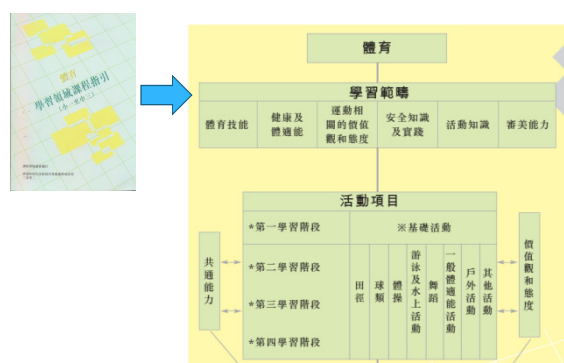 體育
學習領域課程指引
體育
學習範疇
體育技能
健康及
體適能
運動相
關的價值
觀和態度
安全知識
及實踐
活動知識
審美能力
活動項目
*第一學習階段
※基礎活動
*第二學習階段
*第三學習階段
*第四學習階段
田徑
球類
體操
游泳及水上活動
舞蹈
一般體適能活動
戶外活動
其他活動
共通能力
價值觀和態度